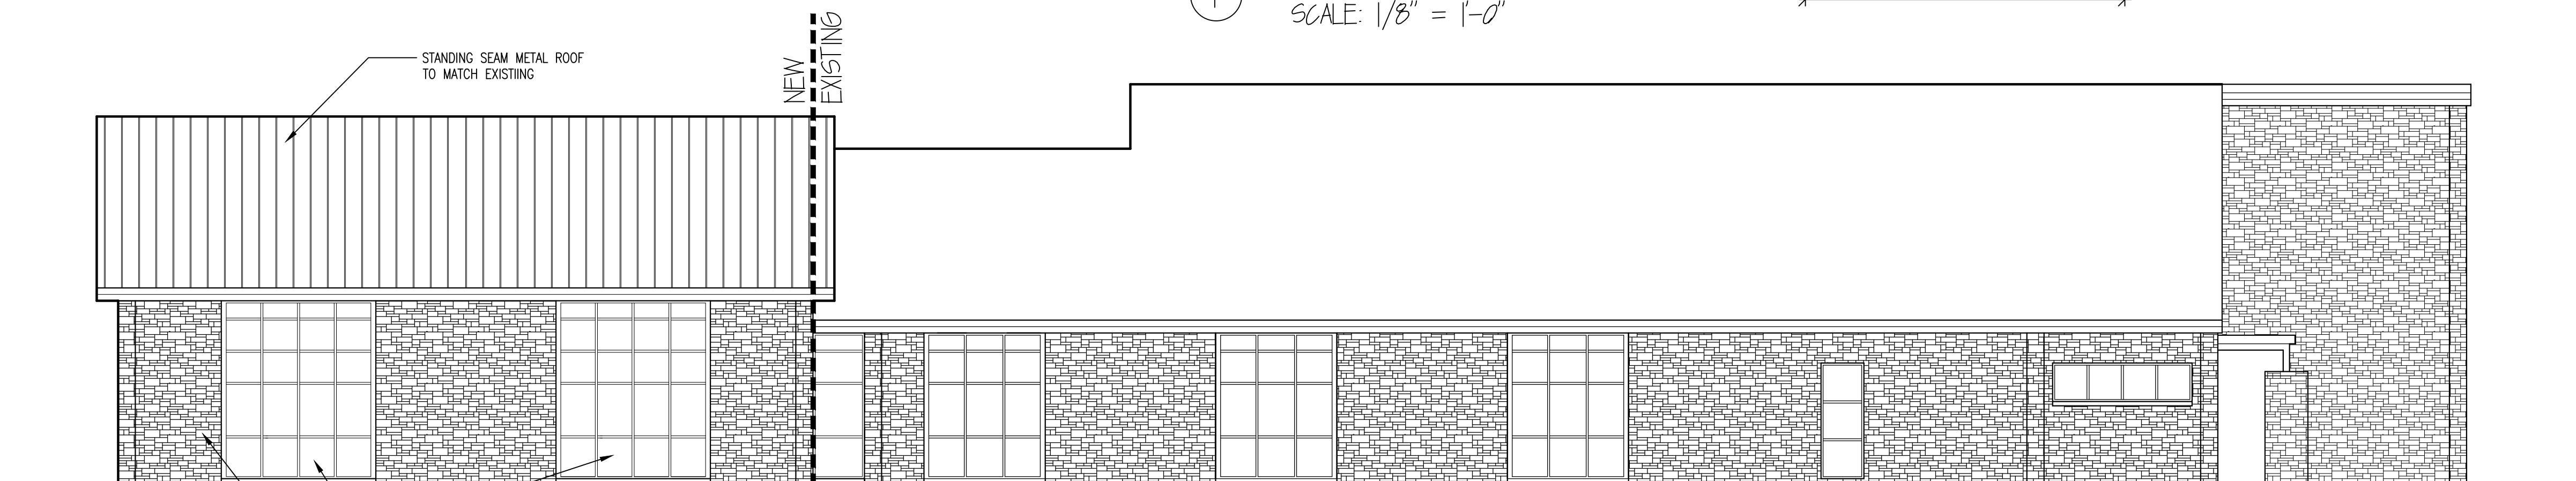 SCALE: 1/8" = 1'-0"
STANDING SEAM METAL ROOF
TO MATCH EXISTIING
NEW
EXISTING